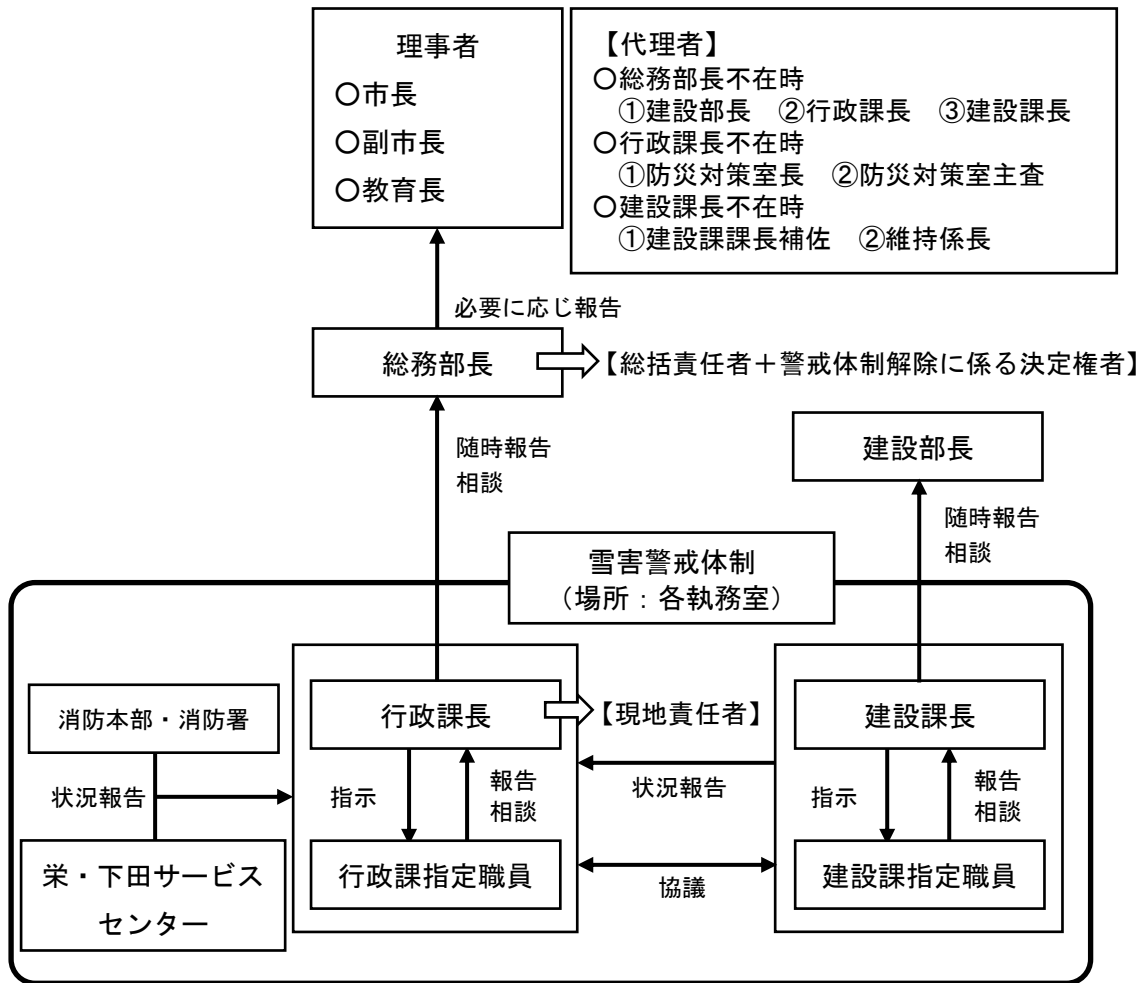 理事者
〇市長
〇副市長
〇教育長
【代理者】
〇総務部長不在時
①建設部長　②行政課長　③建設課長
〇行政課長不在時
①防災対策室長　②防災対策室主査
〇建設課長不在時
①建設課課長補佐　②維持係長
必要に応じ報告
総務部長
【総括責任者＋警戒体制解除に係る決定権者】
随時報告
相談
建設部長
随時報告
相談
雪害警戒体制
（場所：各執務室）
消防本部・消防署
状況報告
栄・下田サービス
センター
行政課長
【現地責任者】
指示
報告
相談
行政課指定職員
状況報告
協議
建設課長
指示
報告
相談
建設課指定職員